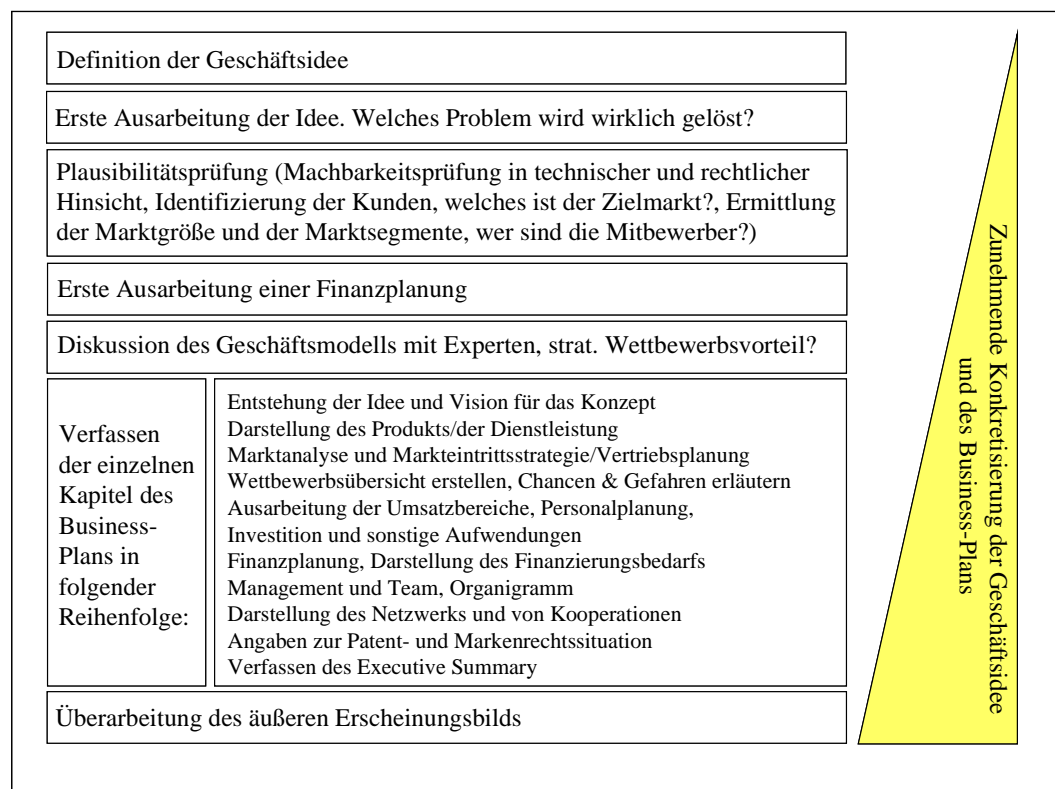 Definition der Geschäftsidee
Erste Ausarbeitung der Idee. Welches Problem wird wirklich gelöst?
Plausibilitätsprüfung (Machbarkeitsprüfung in technischer und rechtlicher
Hinsicht, Identifizierung der Kunden, welches ist der Zielmarkt?, Ermittlung
der Marktgröße und der Marktsegmente, wer sind die Mitbewerber?)
Erste Ausarbeitung einer Finanzplanung
Diskussion des Geschäftsmodells mit Experten, strat. Wettbewerbsvorteil?
Verfassen
der einzelnen
Kapitel des
Business-
Plans in
folgender
Reihenfolge:
Entstehung der Idee und Vision für das Konzept
Darstellung des Produkts/der Dienstleistung
Marktanalyse und Markteintrittsstrategie/Vertriebsplanung
Wettbewerbsübersicht erstellen, Chancen & Gefahren erläutern
Ausarbeitung der Umsatzbereiche, Personalplanung,
Investition und sonstige Aufwendungen
Finanzplanung, Darstellung des Finanzierungsbedarfs
Management und Team, Organigramm
Darstellung des Netzwerks und von Kooperationen
Angaben zur Patent- und Markenrechtssituation
Verfassen des Executive Summary
Überarbeitung des äußeren Erscheinungsbilds
Zunehmende Konkretisierung der Geschäftsidee
und des Business-Plans